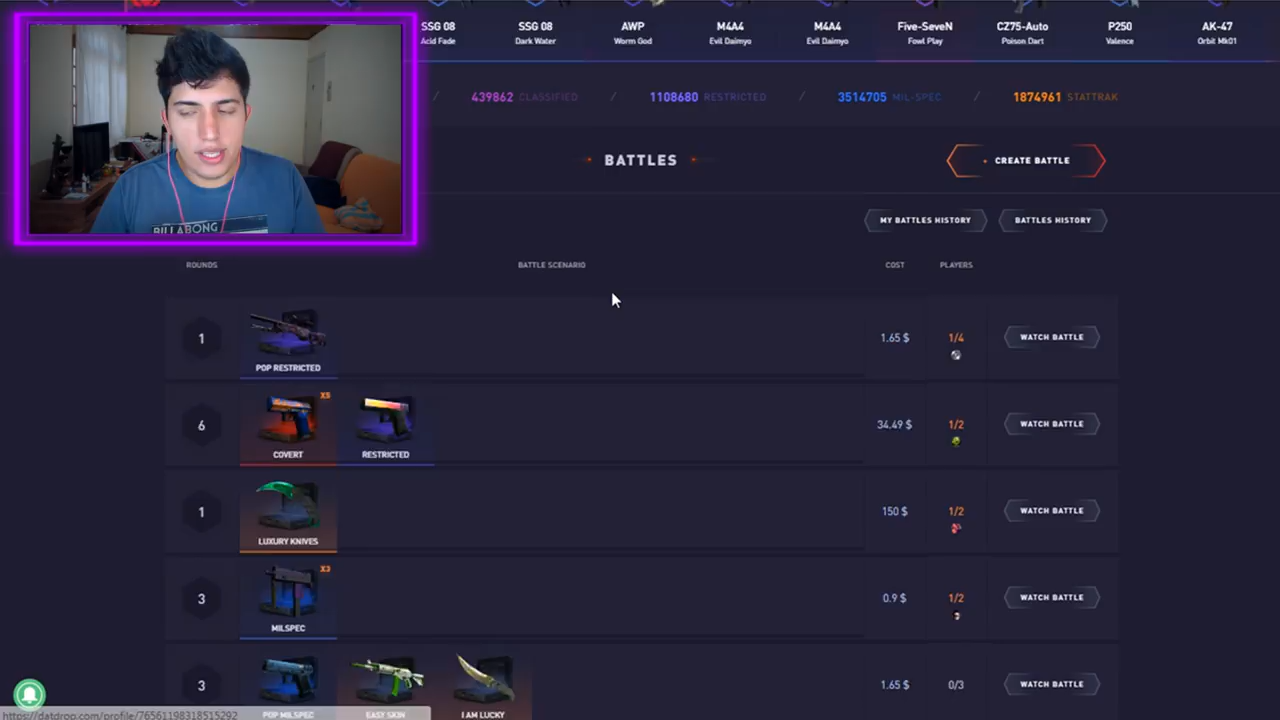 SSG 08
Acid Fade
SSG 08
Dark Water
AWP
Worm God
M4A4
Evil Daimyo
M4A4
Evil Daimyo
Five-SeveN
Fowl Play
CZ75-Auto
Poison Dart
P250
Valence
AK-47
Orbit Mk01
/ 439862 CLASSIFIED / 1108680 RESTRICTED / 3514705 MIL-SPEC / 1874961 STATTRAK
BATTLES
CREATE BATTLE
MY BATTLES HISTORY
BATTLES HISTORY
BILLABONG
ROUNDS BATTLE SCENARIO COST PLAYERS
1
POP RESTRICTED
1.65 $
1/4
WATCH BATTLE
6
X5
COVERT
RESTRICTED
34.49 $
1/2
WATCH BATTLE
1
LUXURY KNIVES
150 $
1/2
WATCH BATTLE
3
X3
MILSPEC
0.9 $
1/2
WATCH BATTLE
3
POP MILSPEC
EASY SKIN
I AM LUCKY
1.65 $
0/3
WATCH BATTLE
https://datdrop.com/profile/76561198318515292